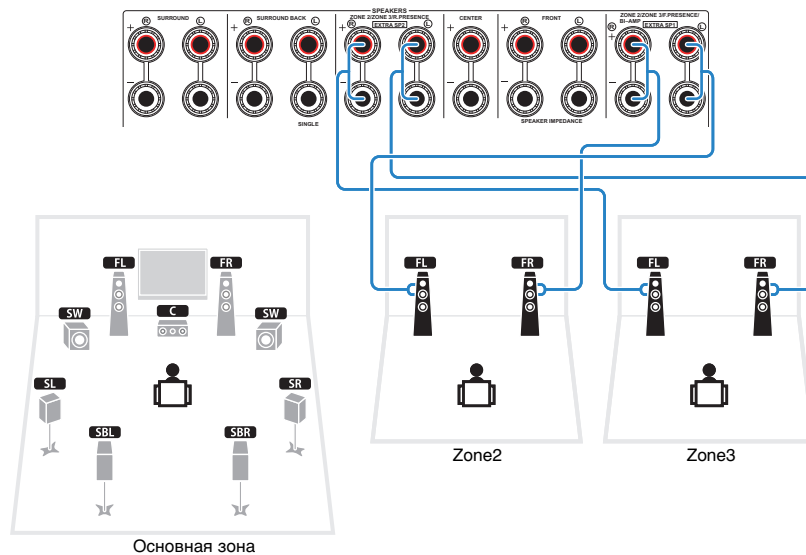 SPEAKERS
R SURROUND L
R SURROUND BACK L
ZONE 2/ZONE 3/R.PRESENCE
R EXTRA SP2 L
CENTER
R FRONT L
ZONE 2/ZONE 3/F.PRESENCE/
BI-AMP EXTRA SP1
R L
+ + + + + +
– – – – – –
SINGLE
SPEAKER IMPEDANCE
FL FR
SW C SW
SL SR
SBL SBR
Основная зона
FL FR
Zone2
FL FR
Zone3